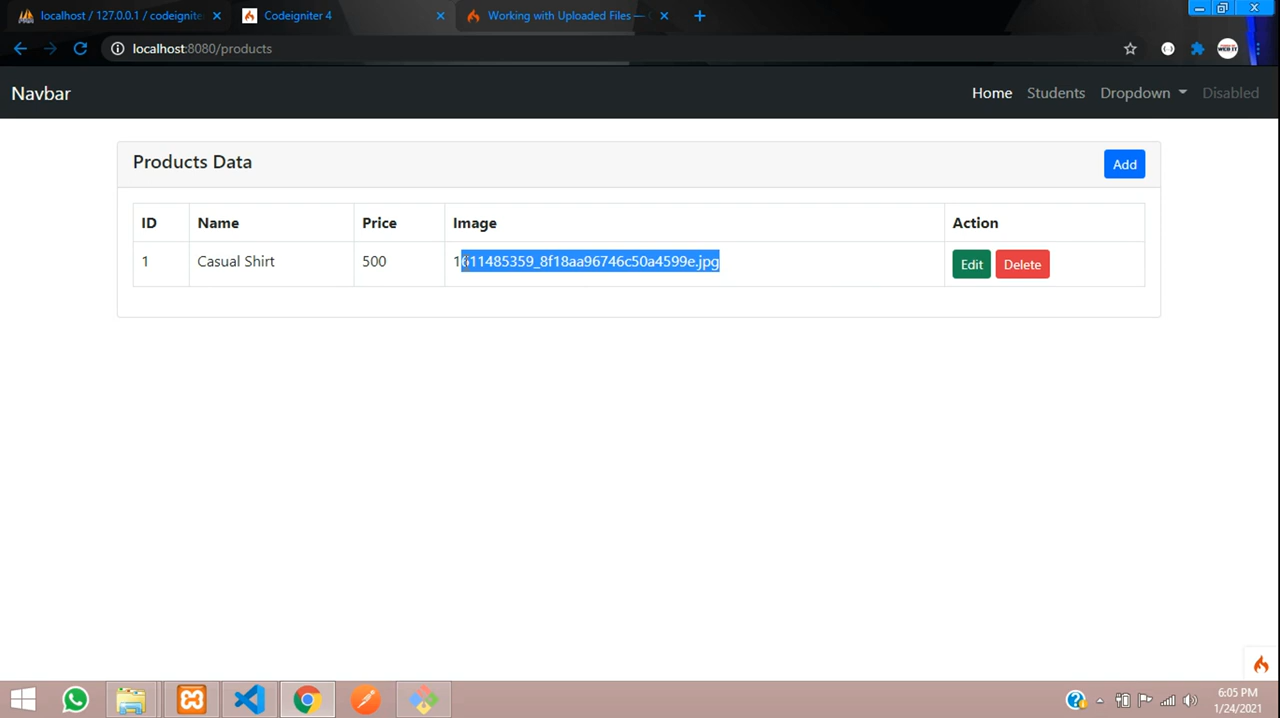 localhost / 127.0.0.1 / codeignite
Codeigniter 4
Working with Uploaded Files —
localhost:8080/products
Navbar
Home
Students
Dropdown
Disabled
Products Data
Add
ID
Name
Price
Image
Action
1
Casual Shirt
500
1611485359_8f18aa96746c50a4599e.jpg
Edit
Delete
6:05 PM
1/24/2021